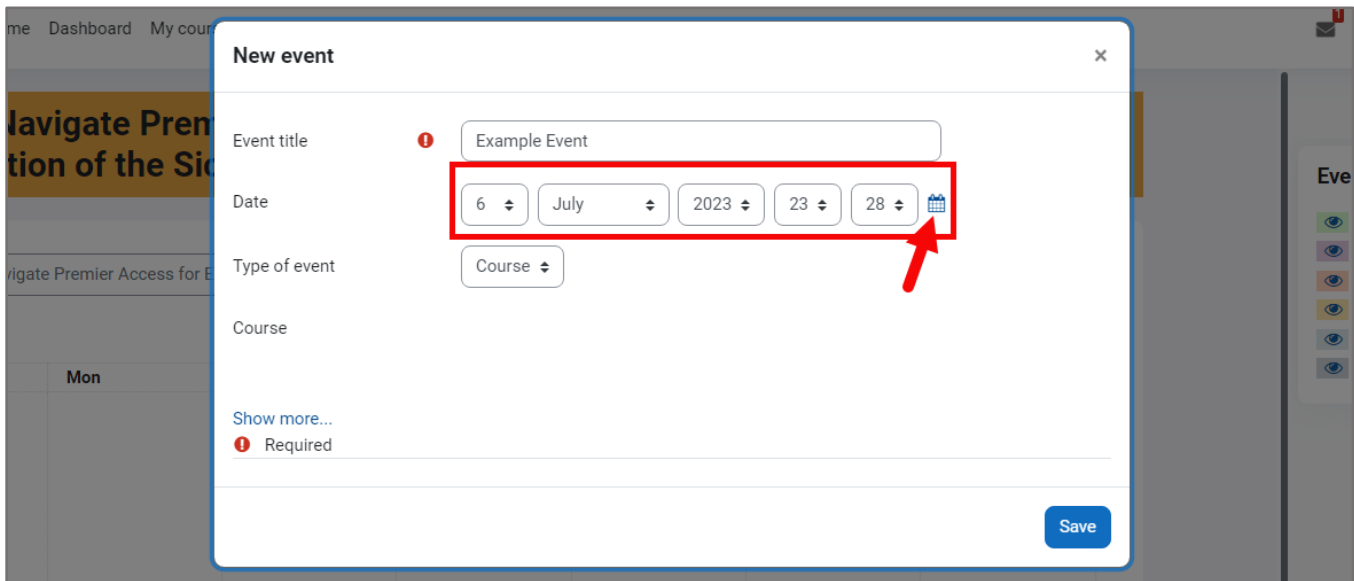 me Dashboard My cour
1
New event
×
Navigate Prem
tion of the Sid
Event title Example Event
Date 6 July 2023 23 28
Eve
Type of event Course
vigate Premier Access for E
Course
Mon
Show more...
Required
Save